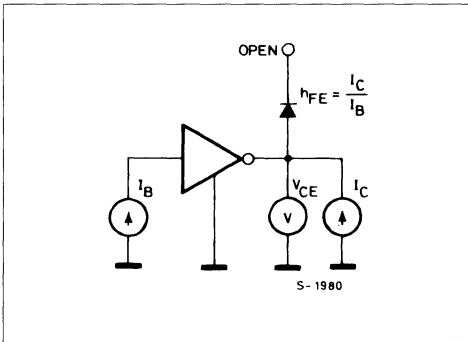 OPEN
hFE = IC / IB
IB
VCE
V
IC
S-1980